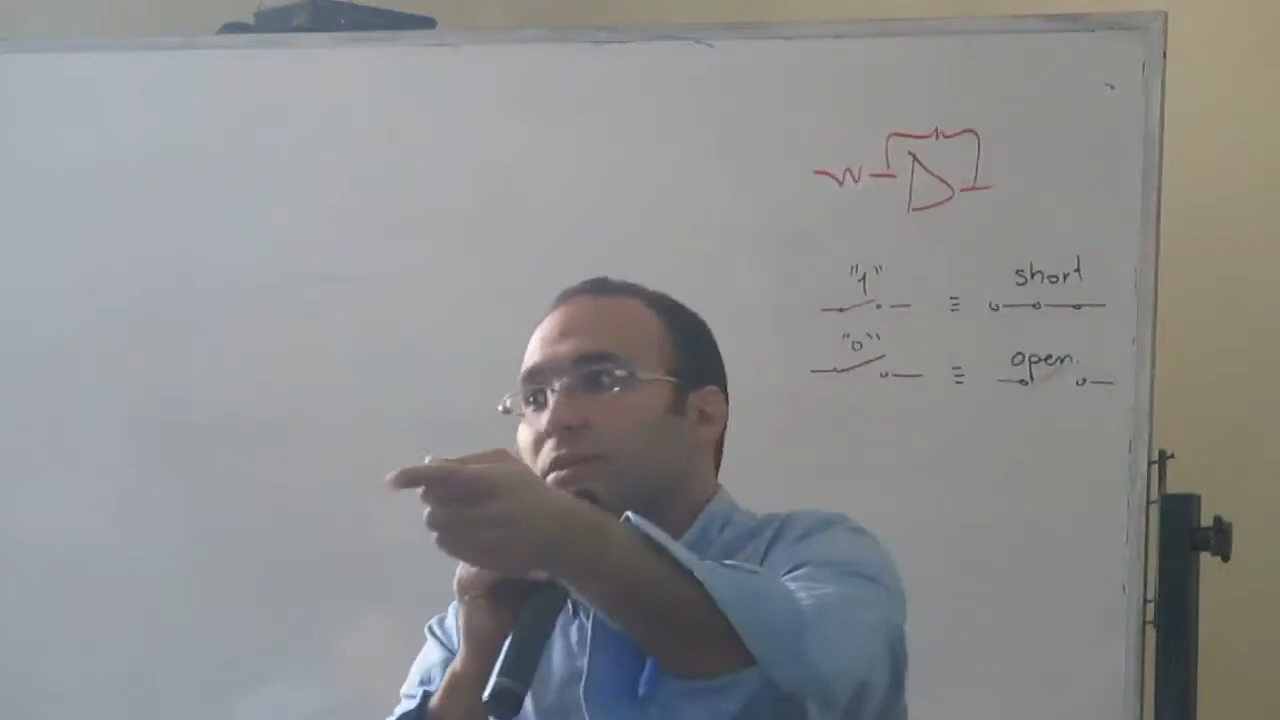 "1" short
≡
"0" open.
≡